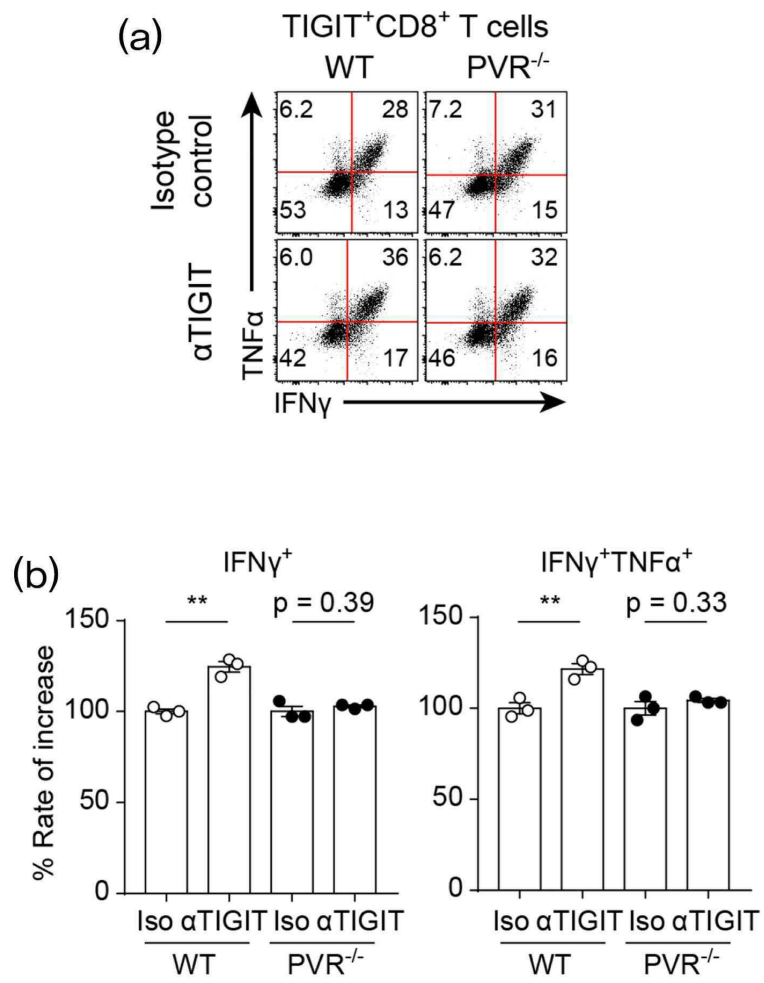 (a)
TIGIT⁺CD8⁺ T cells
WT PVR⁻/⁻
Isotype control
6.2 28
53 13
7.2 31
47 15
αTIGIT
6.0 36
42 17
6.2 32
46 16
TNFα
IFNγ
(b)
IFNγ⁺
** p = 0.39
% Rate of increase
150
100
50
0
Iso αTIGIT Iso αTIGIT
WT PVR⁻/⁻
IFNγ⁺TNFα⁺
** p = 0.33
150
100
50
0
Iso αTIGIT Iso αTIGIT
WT PVR⁻/⁻